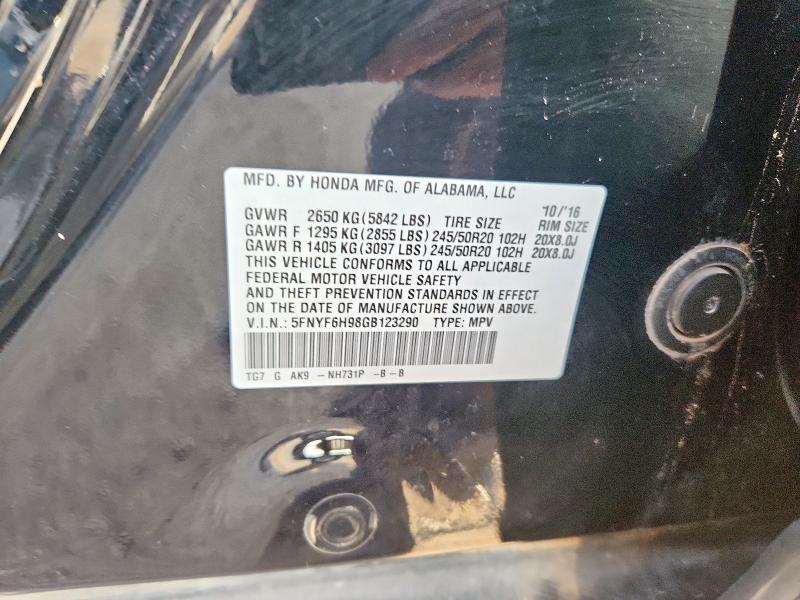 MFD. BY HONDA MFG. OF ALABAMA, LLC
GVWR 2650 KG (5842 LBS) TIRE SIZE '10/'16 RIM SIZE
GAWR F 1295 KG (2855 LBS) 245/50R20 102H 20X8.0J
GAWR R 1405 KG (3097 LBS) 245/50R20 102H 20X8.0J
THIS VEHICLE CONFORMS TO ALL APPLICABLE
FEDERAL MOTOR VEHICLE SAFETY
AND THEFT PREVENTION STANDARDS IN EFFECT
ON THE DATE OF MANUFACTURE SHOWN ABOVE.
V.I.N.: 5FNYF6H98GB123290 TYPE: MPV
TG7 G AK9 – NH731P –B – B